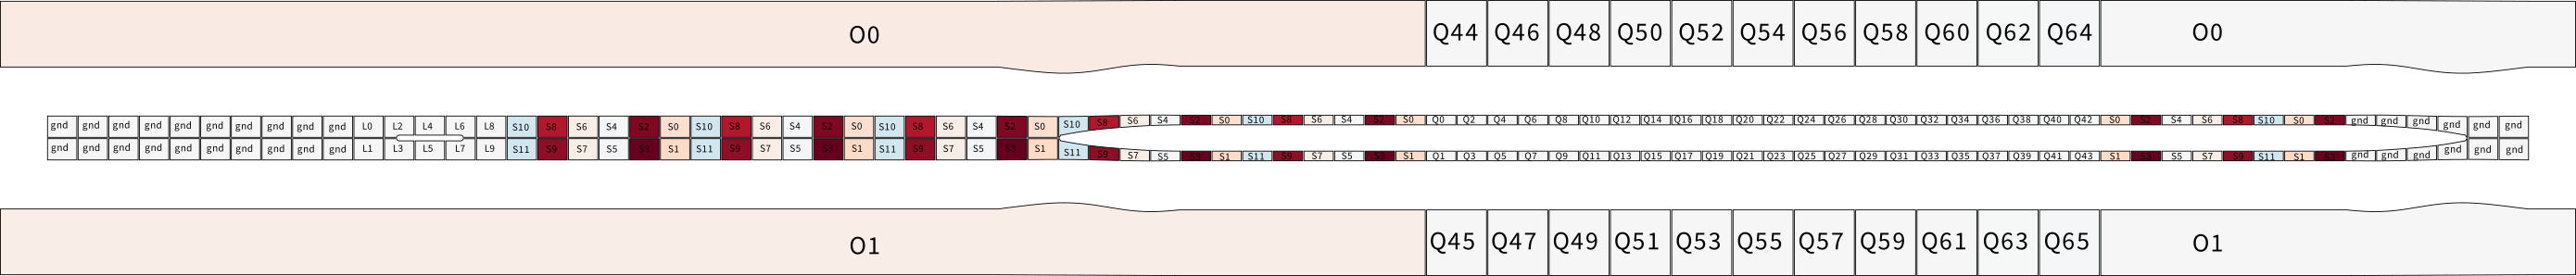 O0 Q44 Q46 Q48 Q50 Q52 Q54 Q56 Q58 Q60 Q62 Q64 O0
gnd gnd gnd gnd gnd gnd gnd gnd gnd gnd L0 L2 L4 L6 L8 S10 S8 S6 S4 S2 S0 S10 S8 S6 S4 S2 S0 S10 S8 S6 S4 S2 S0 S10 S8 S6 S4 S2 S0 S10 S8 S6 S4 S2 S0 Q0 Q2 Q4 Q6 Q8 Q10 Q12 Q14 Q16 Q18 Q20 Q22 Q24 Q26 Q28 Q30 Q32 Q34 Q36 Q38 Q40 Q42 S0 S2 S4 S6 S8 S10 S0 S2 gnd gnd gnd gnd gnd gnd
gnd gnd gnd gnd gnd gnd gnd gnd gnd gnd L1 L3 L5 L7 L9 S11 S9 S7 S5 S3 S1 S11 S9 S7 S5 S3 S1 S11 S9 S7 S5 S3 S1 S11 S9 S7 S5 S3 S1 S11 S9 S7 S5 S3 S1 Q1 Q3 Q5 Q7 Q9 Q11 Q13 Q15 Q17 Q19 Q21 Q23 Q25 Q27 Q29 Q31 Q33 Q35 Q37 Q39 Q41 Q43 S1 S3 S5 S7 S9 S11 S1 S3 gnd gnd gnd gnd gnd gnd
O1 Q45 Q47 Q49 Q51 Q53 Q55 Q57 Q59 Q61 Q63 Q65 O1